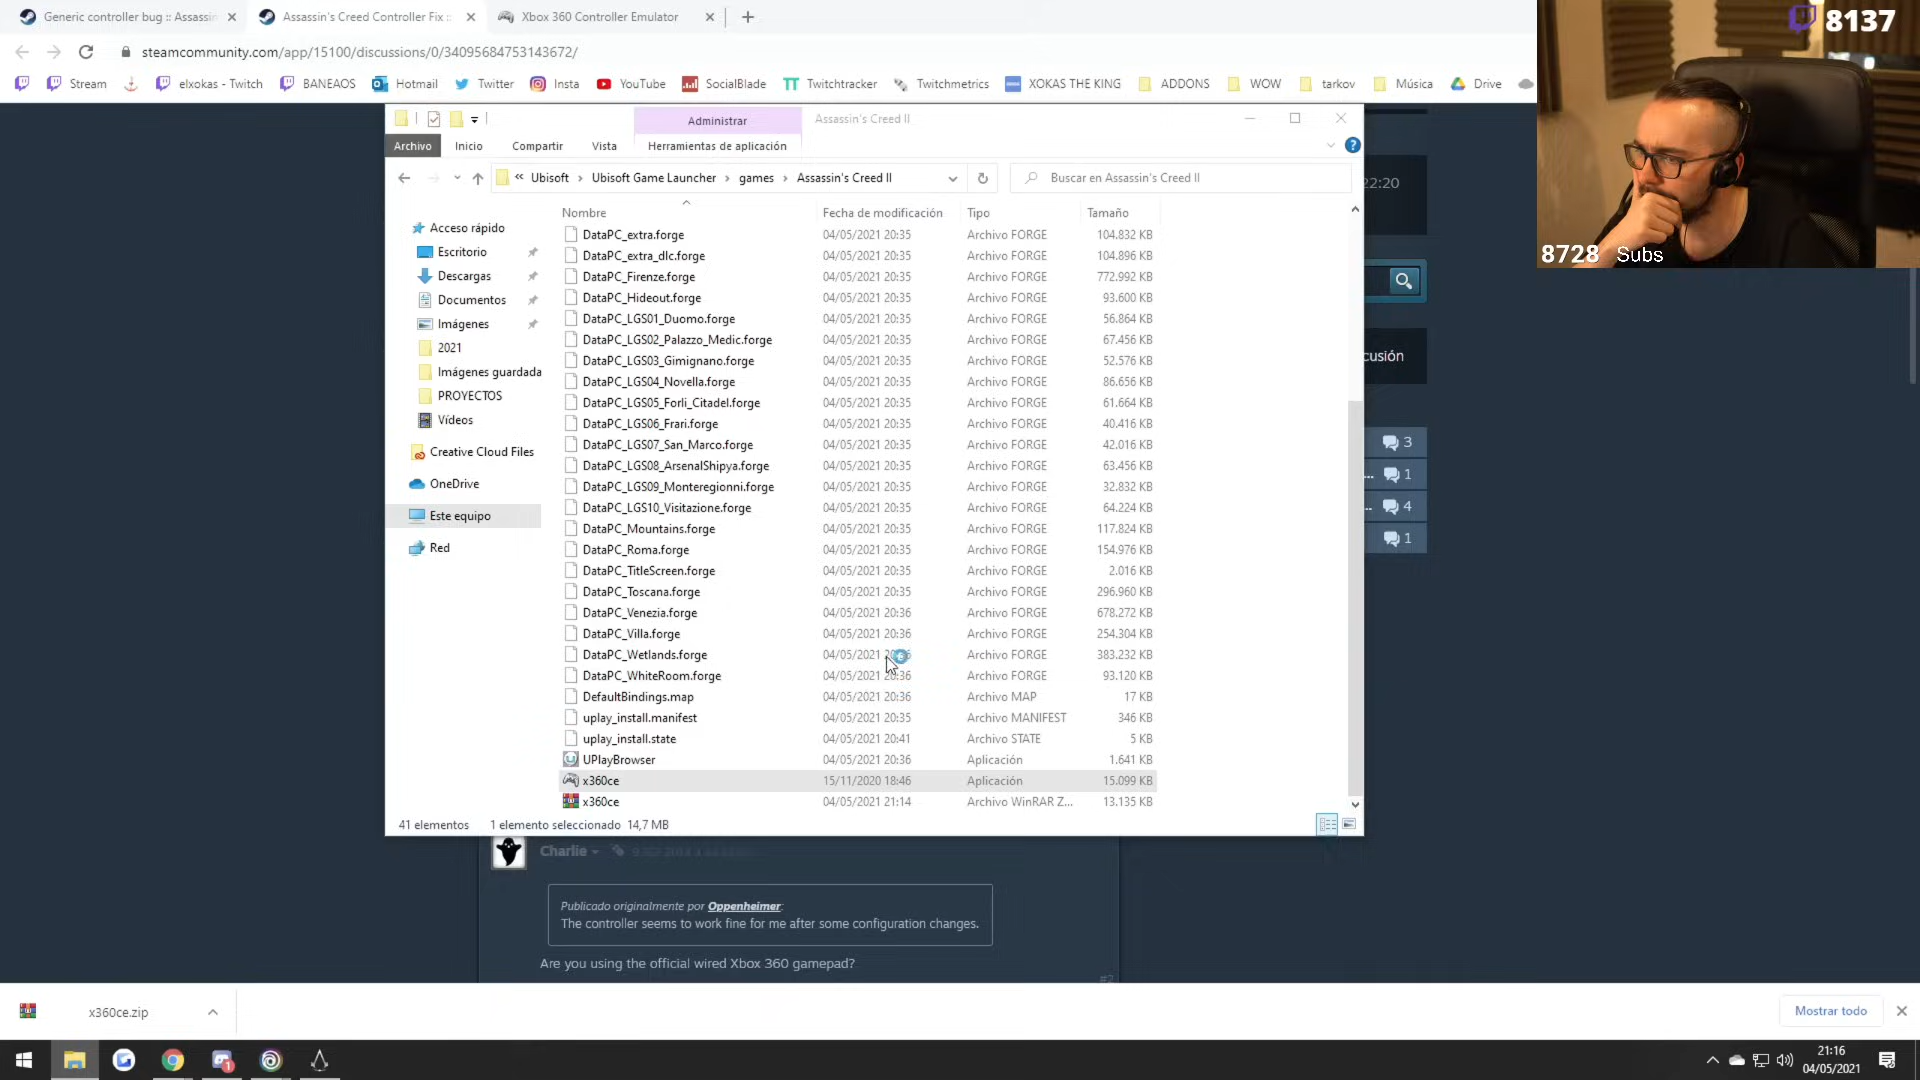 Generic controller bug :: Assassin
Assassin's Creed Controller Fix ::
Xbox 360 Controller Emulator
8137
steamcommunity.com/app/15100/discussions/0/34095684753143672/
Stream
elxokas - Twitch
BANEAOS
Hotmail
Twitter
Insta
YouTube
SocialBlade
Twitchtracker
Twitchmetrics
XOKAS THE KING
ADDONS
WOW
tarkov
Música
Drive
Administrar
Assassin's Creed II
Archivo
Inicio
Compartir
Vista
Herramientas de aplicación
« Ubisoft > Ubisoft Game Launcher > games > Assassin's Creed II
Buscar en Assassin's Creed II
22:20
Nombre Fecha de modificación Tipo Tamaño
Acceso rápido
Escritorio
Descargas
Documentos
Imágenes
2021
Imágenes guardada
PROYECTOS
Vídeos
Creative Cloud Files
OneDrive
Este equipo
Red
DataPC_extra.forge 04/05/2021 20:35 Archivo FORGE 104.832 KB
DataPC_extra_dlc.forge 04/05/2021 20:35 Archivo FORGE 104.896 KB
DataPC_Firenze.forge 04/05/2021 20:35 Archivo FORGE 772.992 KB
DataPC_Hideout.forge 04/05/2021 20:35 Archivo FORGE 93.600 KB
DataPC_LGS01_Duomo.forge 04/05/2021 20:35 Archivo FORGE 56.864 KB
DataPC_LGS02_Palazzo_Medic.forge 04/05/2021 20:35 Archivo FORGE 67.456 KB
DataPC_LGS03_Gimignano.forge 04/05/2021 20:35 Archivo FORGE 52.576 KB
DataPC_LGS04_Novella.forge 04/05/2021 20:35 Archivo FORGE 86.656 KB
DataPC_LGS05_Forli_Citadel.forge 04/05/2021 20:35 Archivo FORGE 61.664 KB
DataPC_LGS06_Frari.forge 04/05/2021 20:35 Archivo FORGE 40.416 KB
DataPC_LGS07_San_Marco.forge 04/05/2021 20:35 Archivo FORGE 42.016 KB
DataPC_LGS08_ArsenalShipya.forge 04/05/2021 20:35 Archivo FORGE 63.456 KB
DataPC_LGS09_Monteregionni.forge 04/05/2021 20:35 Archivo FORGE 32.832 KB
DataPC_LGS10_Visitazione.forge 04/05/2021 20:35 Archivo FORGE 64.224 KB
DataPC_Mountains.forge 04/05/2021 20:35 Archivo FORGE 117.824 KB
DataPC_Roma.forge 04/05/2021 20:35 Archivo FORGE 154.976 KB
DataPC_TitleScreen.forge 04/05/2021 20:35 Archivo FORGE 2.016 KB
DataPC_Toscana.forge 04/05/2021 20:35 Archivo FORGE 296.960 KB
DataPC_Venezia.forge 04/05/2021 20:36 Archivo FORGE 678.272 KB
DataPC_Villa.forge 04/05/2021 20:36 Archivo FORGE 254.304 KB
DataPC_Wetlands.forge 04/05/2021 Archivo FORGE 383.232 KB
DataPC_WhiteRoom.forge 04/05/2021 20:36 Archivo FORGE 93.120 KB
DefaultBindings.map 04/05/2021 20:36 Archivo MAP 17 KB
uplay_install.manifest 04/05/2021 20:35 Archivo MANIFEST 346 KB
uplay_install.state 04/05/2021 20:41 Archivo STATE 5 KB
UPlayBrowser 04/05/2021 20:36 Aplicación 1.641 KB
x360ce 15/11/2020 18:46 Aplicación 15.099 KB
x360ce 04/05/2021 21:14 Archivo WinRAR Z... 13.135 KB
41 elementos 1 elemento seleccionado 14,7 MB
8728 Subs
cusión
3
... 1
.. 4
1
Charlie
Publicado originalmente por Oppenheimer:
The controller seems to work fine for me after some configuration changes.
Are you using the official wired Xbox 360 gamepad?
#2
x360ce.zip
Mostrar todo
1
21:16
04/05/2021